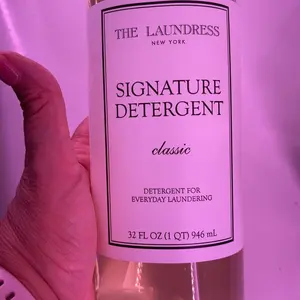 THE LAUNDRESS
NEW YORK
SIGNATURE
DETERGENT
classic
DETERGENT FOR
EVERYDAY LAUNDERING
32 FL OZ (1 QT) 946 mL